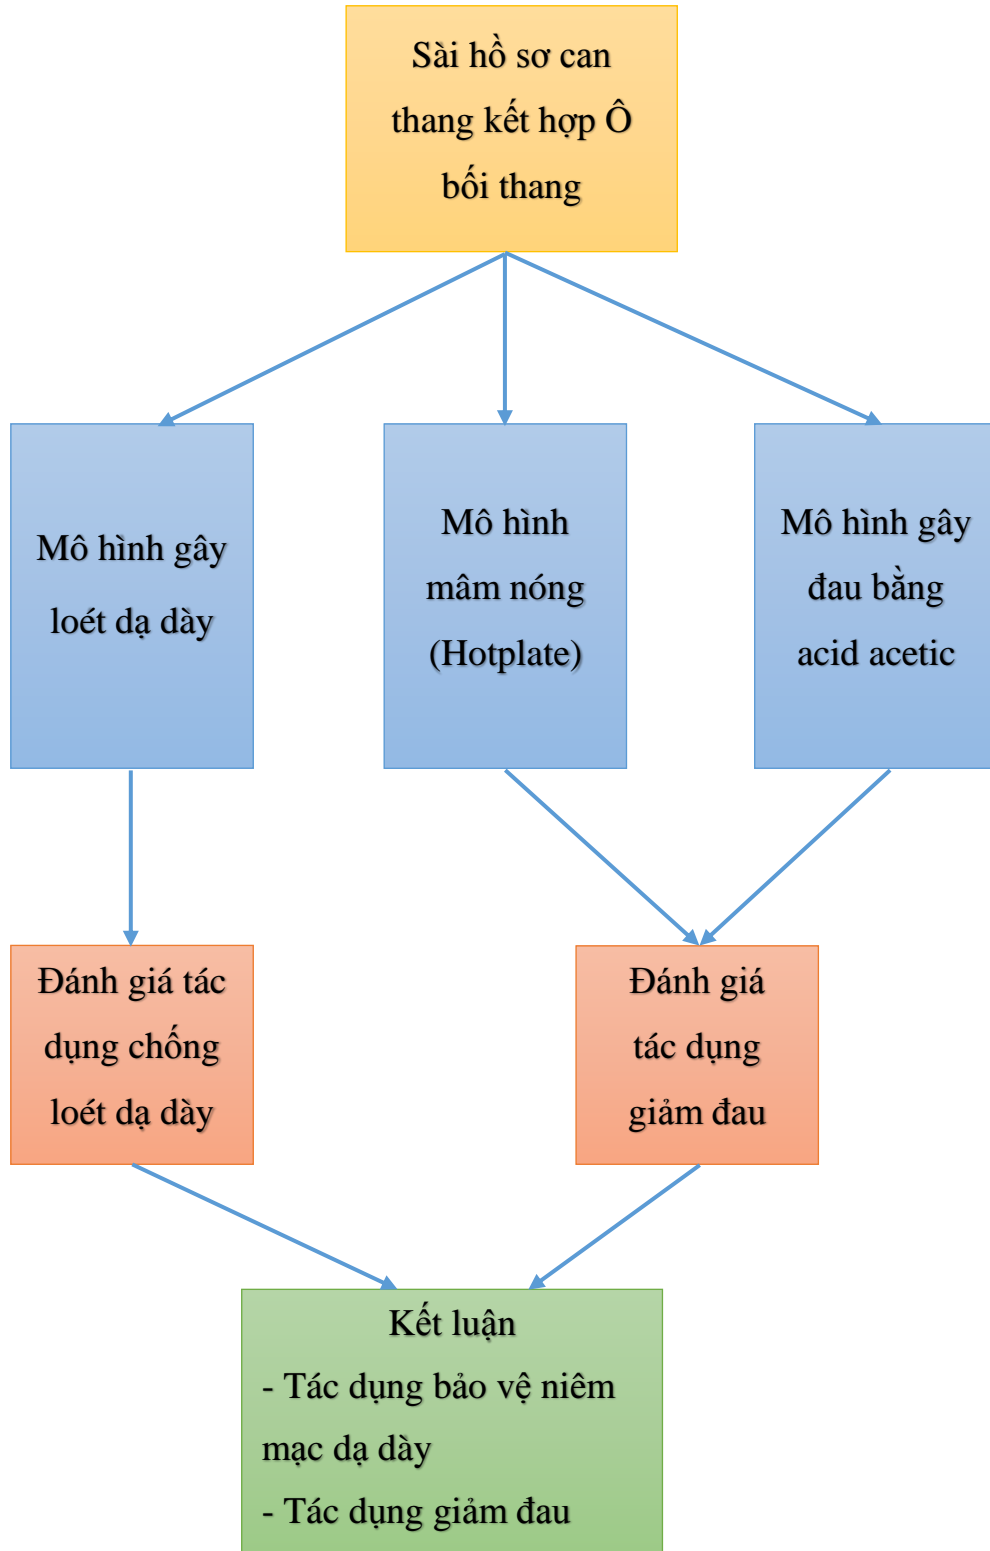 Sài hồ sơ can
thang kết hợp Ô
bối thang
Mô hình gây
loét dạ dày
Mô hình
mâm nóng
(Hotplate)
Mô hình gây
đau bằng
acid acetic
Đánh giá tác
dụng chống
loét dạ dày
Đánh giá
tác dụng
giảm đau
Kết luận
- Tác dụng bảo vệ niêm
mạc dạ dày
- Tác dụng giảm đau